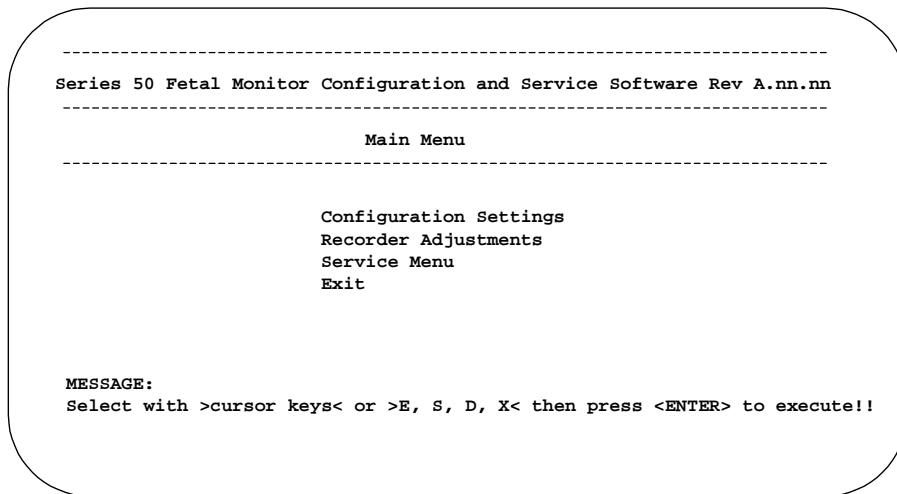 Series 50 Fetal Monitor Configuration and Service Software Rev A.nn.nn
Main Menu
Configuration Settings
Recorder Adjustments
Service Menu
Exit
MESSAGE:
Select with >cursor keys< or >E, S, D, X< then press <ENTER> to execute!!